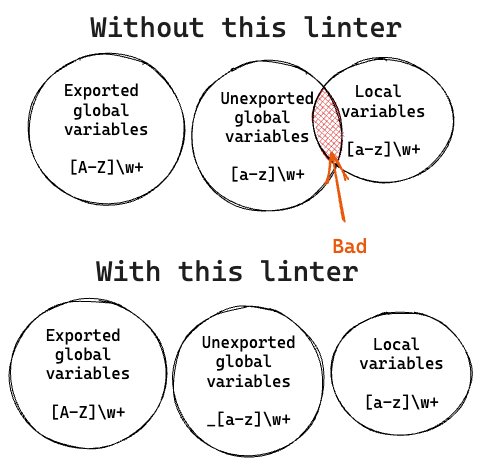 Without this linter
Exported
global
variables
[A-Z]\w+
Unexported
global
variables
[a-z]\w+
Local
variables
[a-z]\w+
Bad
With this linter
Exported
global
variables
[A-Z]\w+
Unexported
global
variables
_[a-z]\w+
Local
variables
[a-z]\w+